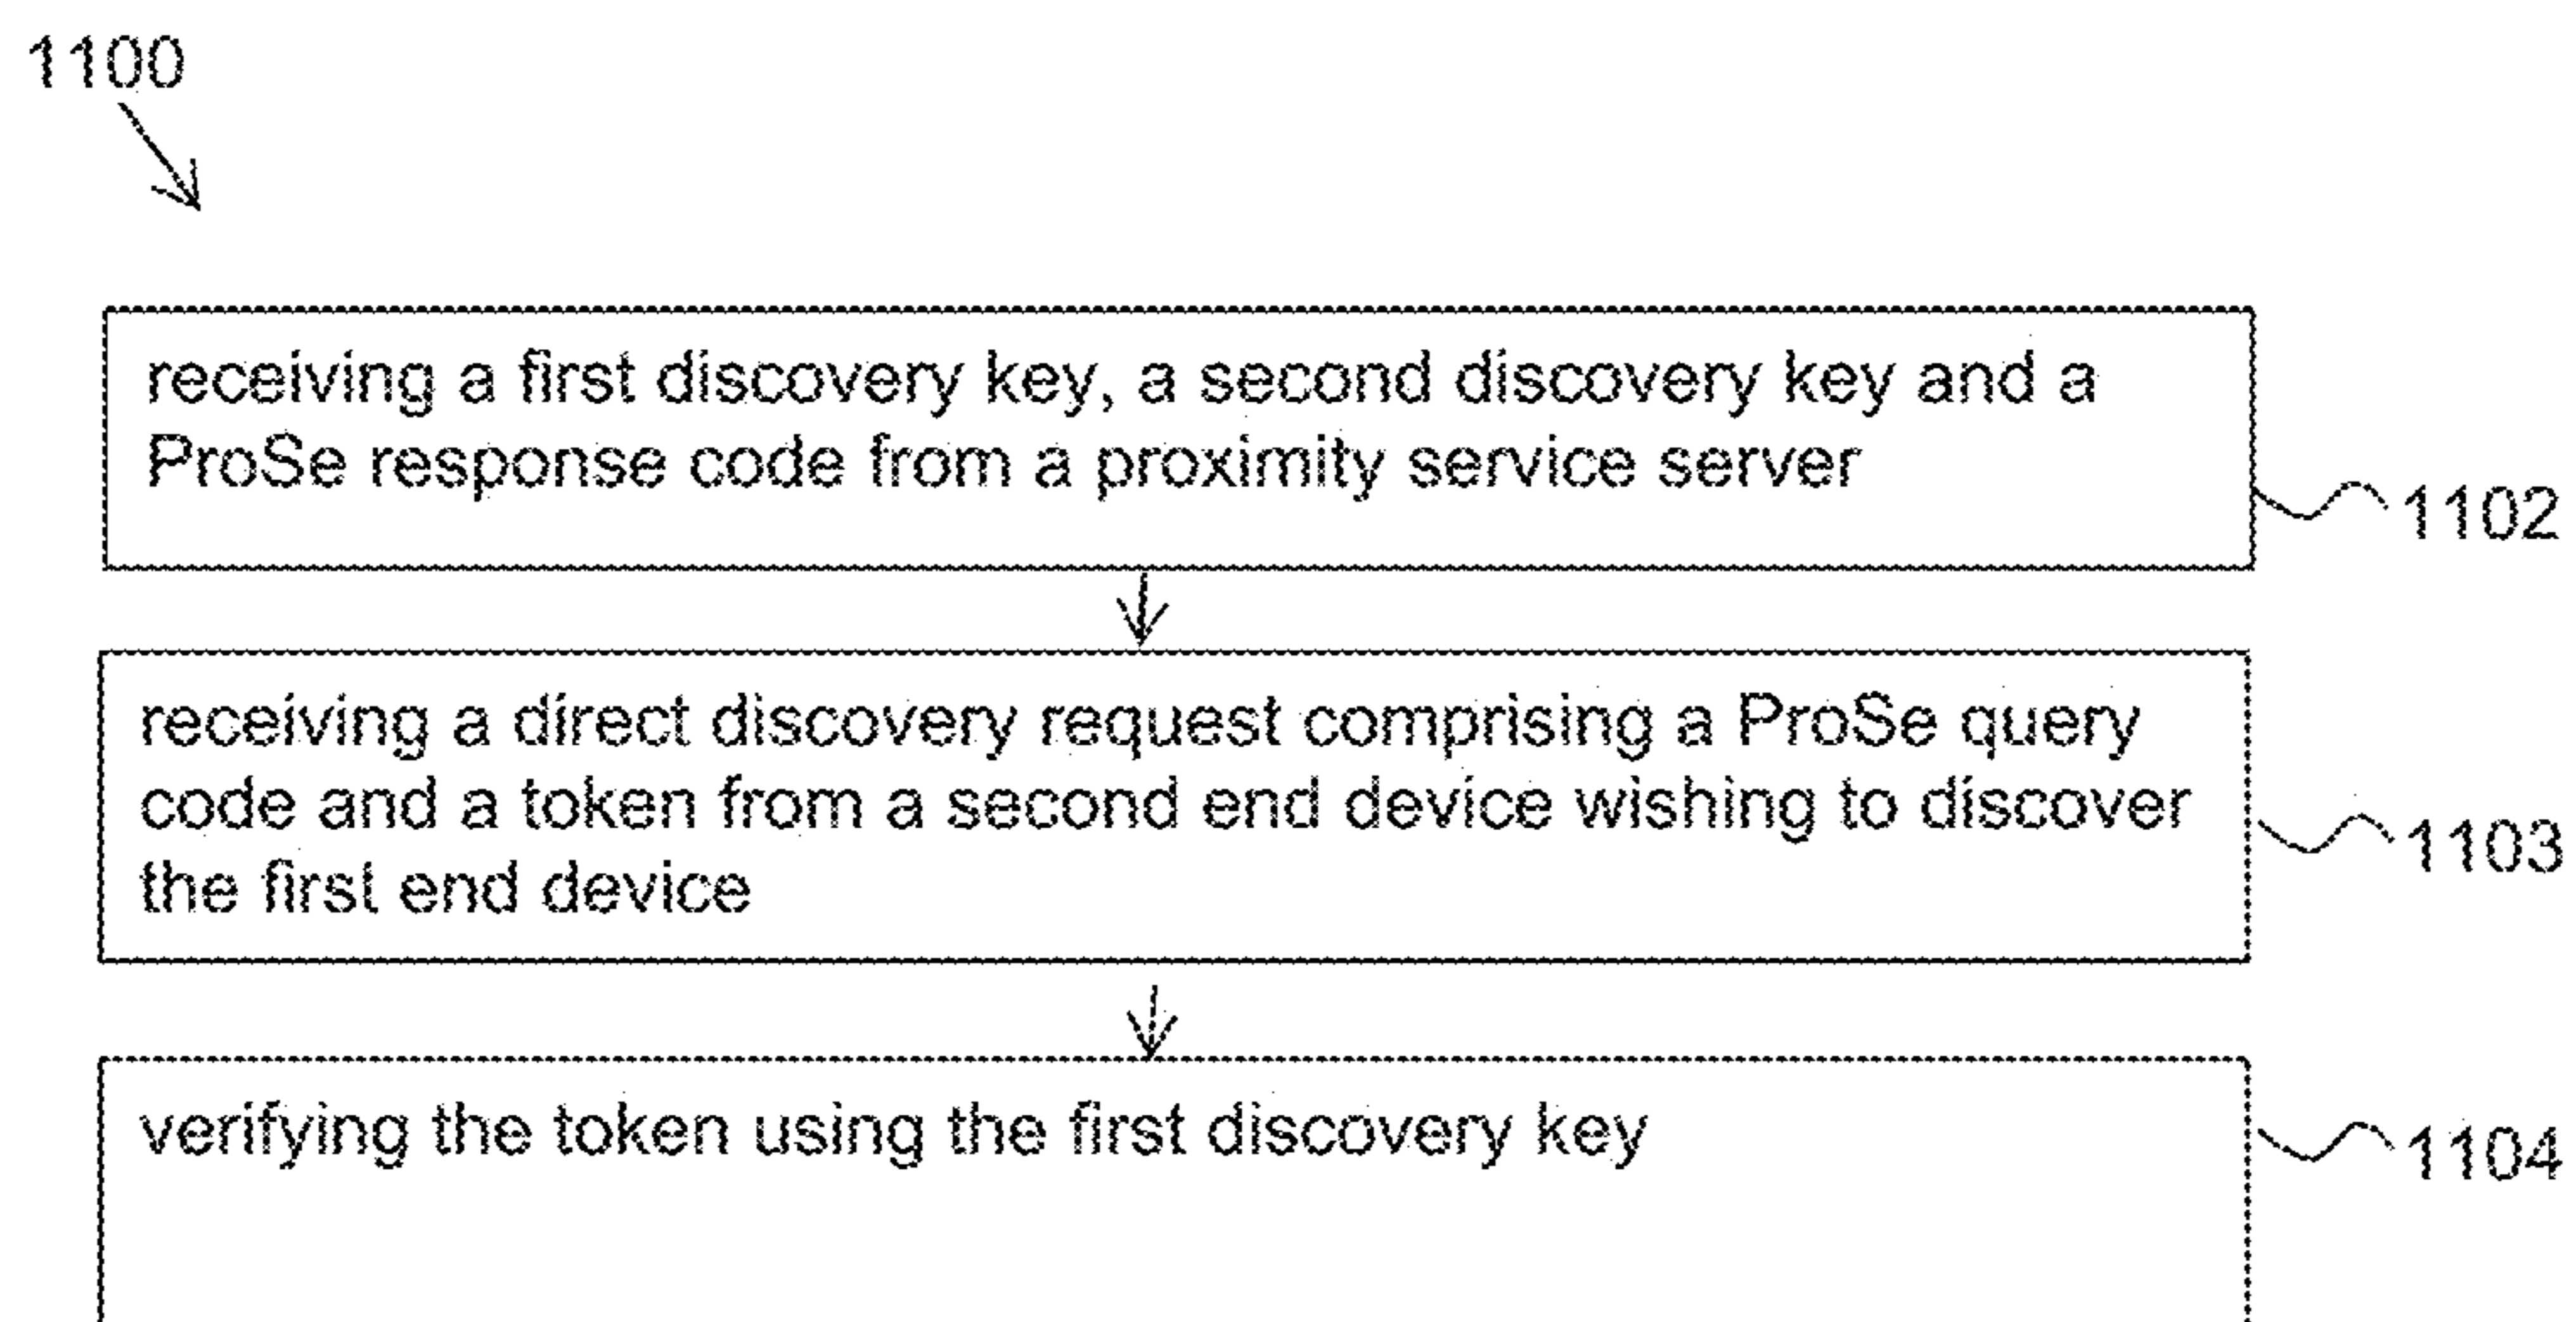 1100
receiving a first discovery key, a second discovery key and a
ProSe response code from a proximity service server
1102
receiving a direct discovery request comprising a ProSe query
code and a token from a second end device wishing to discover
the first end device
1103
verifying the token using the first discovery key
1104